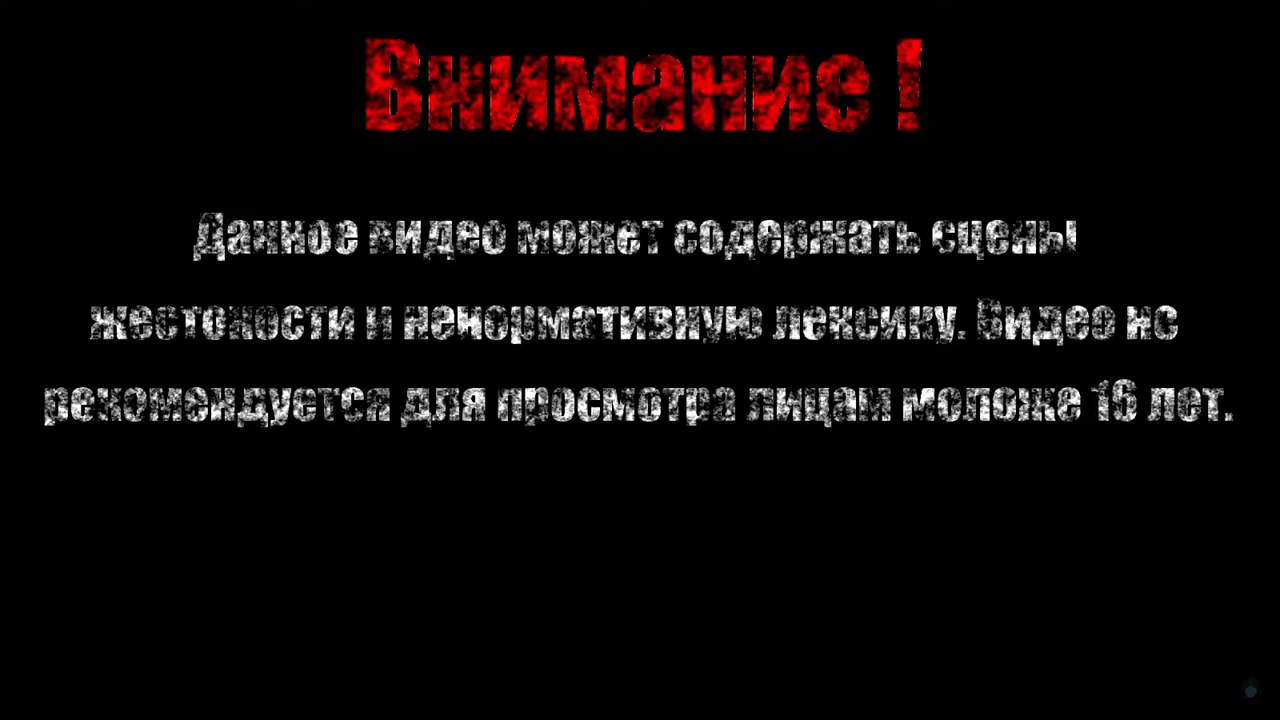 Внимание !
Данное видео может содержать сцены
жестокости и ненормативную лексику. Видео не
рекомендуется для просмотра лицам моложе 16 лет.